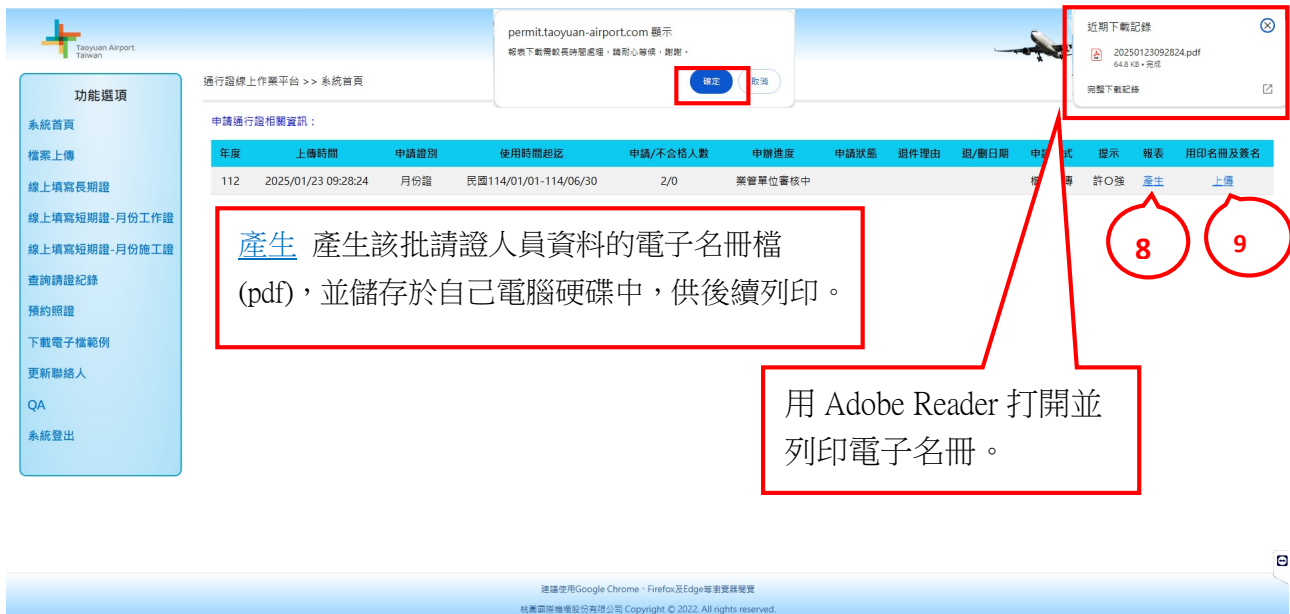 Taoyuan Airport
Taiwan
permit.taoyuan-airport.com 顯示
報表下載需較長時間處理，請耐心等候，謝謝。
確定
取消
近期下載記錄
20250123092824.pdf
64.8 KB • 完成
完整下載記錄
功能選項
系統首頁
檔案上傳
線上填寫長期證
線上填寫短期證-月份工作證
線上填寫短期證-月份施工證
查詢請證紀錄
預約照證
下載電子檔範例
更新聯絡人
QA
系統登出
通行證線上作業平台 >> 系統首頁
申請通行證相關資訊：
年度 上傳時間 申請證別 使用時間起迄 申請/不合格人數 申辦進度 申請狀態 退件理由 退/刪日期 申 式 提示 報表 用印名冊及簽名
112 2025/01/23 09:28:24 月份證 民國114/01/01-114/06/30 2/0 業管單位審核中 許O強 產生 上傳
產生 產生該批請證人員資料的電子名冊檔
(pdf)，並儲存於自己電腦硬碟中，供後續列印。
8
9
用 Adobe Reader 打開並
列印電子名冊。
建議使用Google Chrome、Firefox及Edge等瀏覽器閱覽
桃園國際機場股份有限公司 Copyright © 2022. All rights reserved.